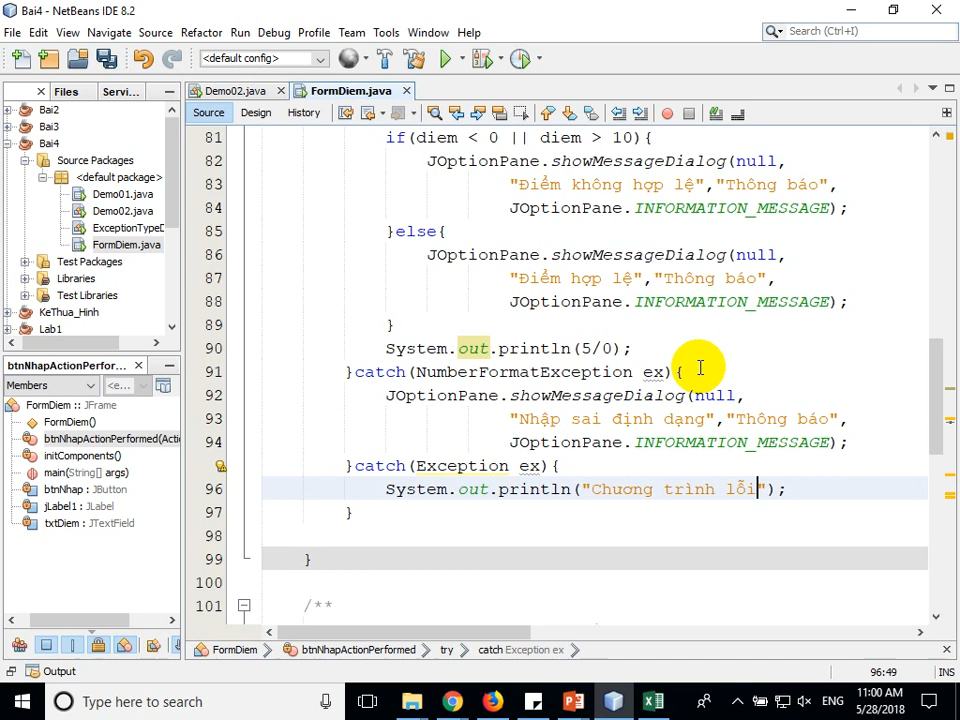 Bai4 - NetBeans IDE 8.2
File Edit View Navigate Source Refactor Run Debug Profile Team Tools Window Help
Search (Ctrl+I)
<default config>
Files Servi...
Demo02.java FormDiem.java
Source Design History
Bai2
Bai3
Bai4
Source Packages
<default package>
Demo01.java
Demo02.java
ExceptionTypeD
FormDiem.java
Test Packages
Libraries
Test Libraries
KeThua_Hinh
Lab1
btnNhapActionPerfor...
Members <e...
FormDiem :: JFrame
FormDiem()
btnNhapActionPerformed(Actio
initComponents()
main(String[] args)
btnNhap : JButton
jLabel1 : JLabel
txtDiem : JTextField
81 if(diem < 0 || diem > 10){
82 JOptionPane.showMessageDialog(null,
83 "Điểm không hợp lệ","Thông báo",
84 JOptionPane.INFORMATION_MESSAGE);
85 }else{
86 JOptionPane.showMessageDialog(null,
87 "Điểm hợp lệ","Thông báo",
88 JOptionPane.INFORMATION_MESSAGE);
89 }
90 System.out.println(5/0);
91 }catch(NumberFormatException ex){
92 JOptionPane.showMessageDialog(null,
93 "Nhập sai định dạng","Thông báo",
94 JOptionPane.INFORMATION_MESSAGE);
}catch(Exception ex){
96 System.out.println("Chương trình lỗi");
97 }
98
99 }
100
101 /**
FormDiem btnNhapActionPerformed try catch Exception ex
Output
96:49 INS
Type here to search
ENG
11:00 AM
5/28/2018